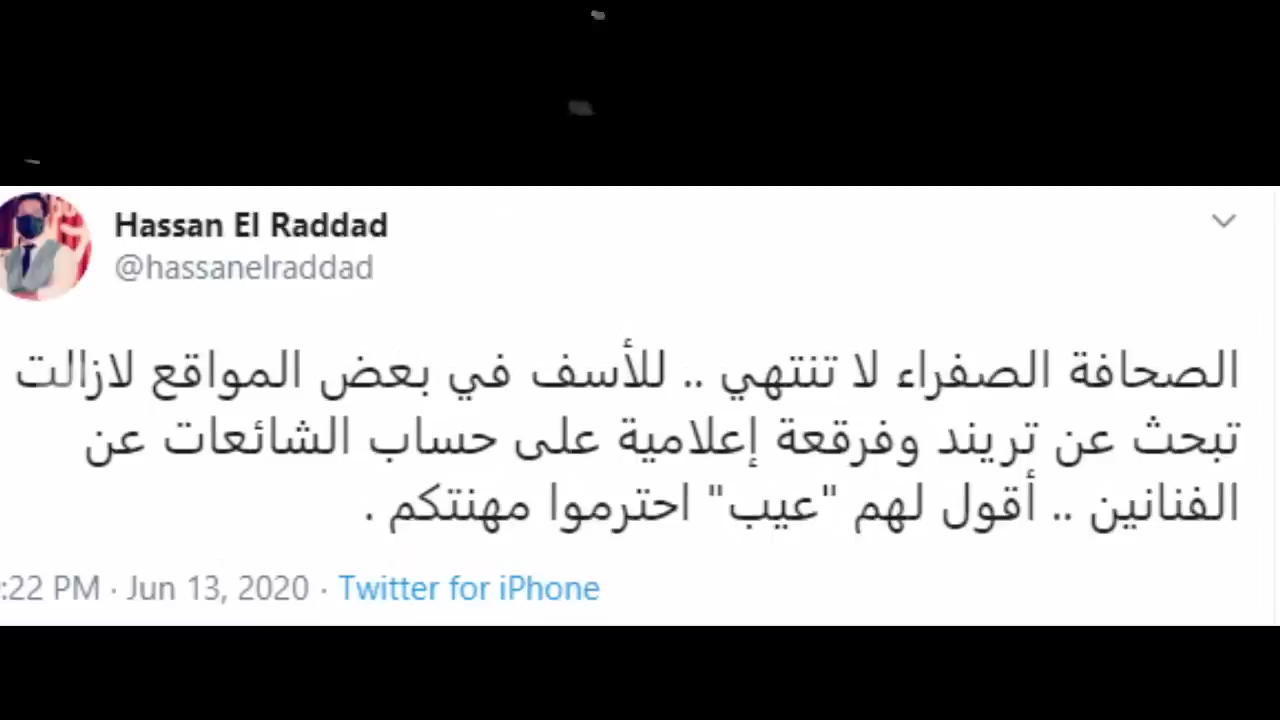 Hassan El Raddad
@hassanelraddad
الصحافة الصفراء لا تنتهي .. للأسف في بعض المواقع لازالت
تبحث عن تريند وفرقعة إعلامية على حساب الشائعات عن
الفنانين .. أقول لهم "عيب" احترموا مهنتكم .
:22 PM · Jun 13, 2020 · Twitter for iPhone